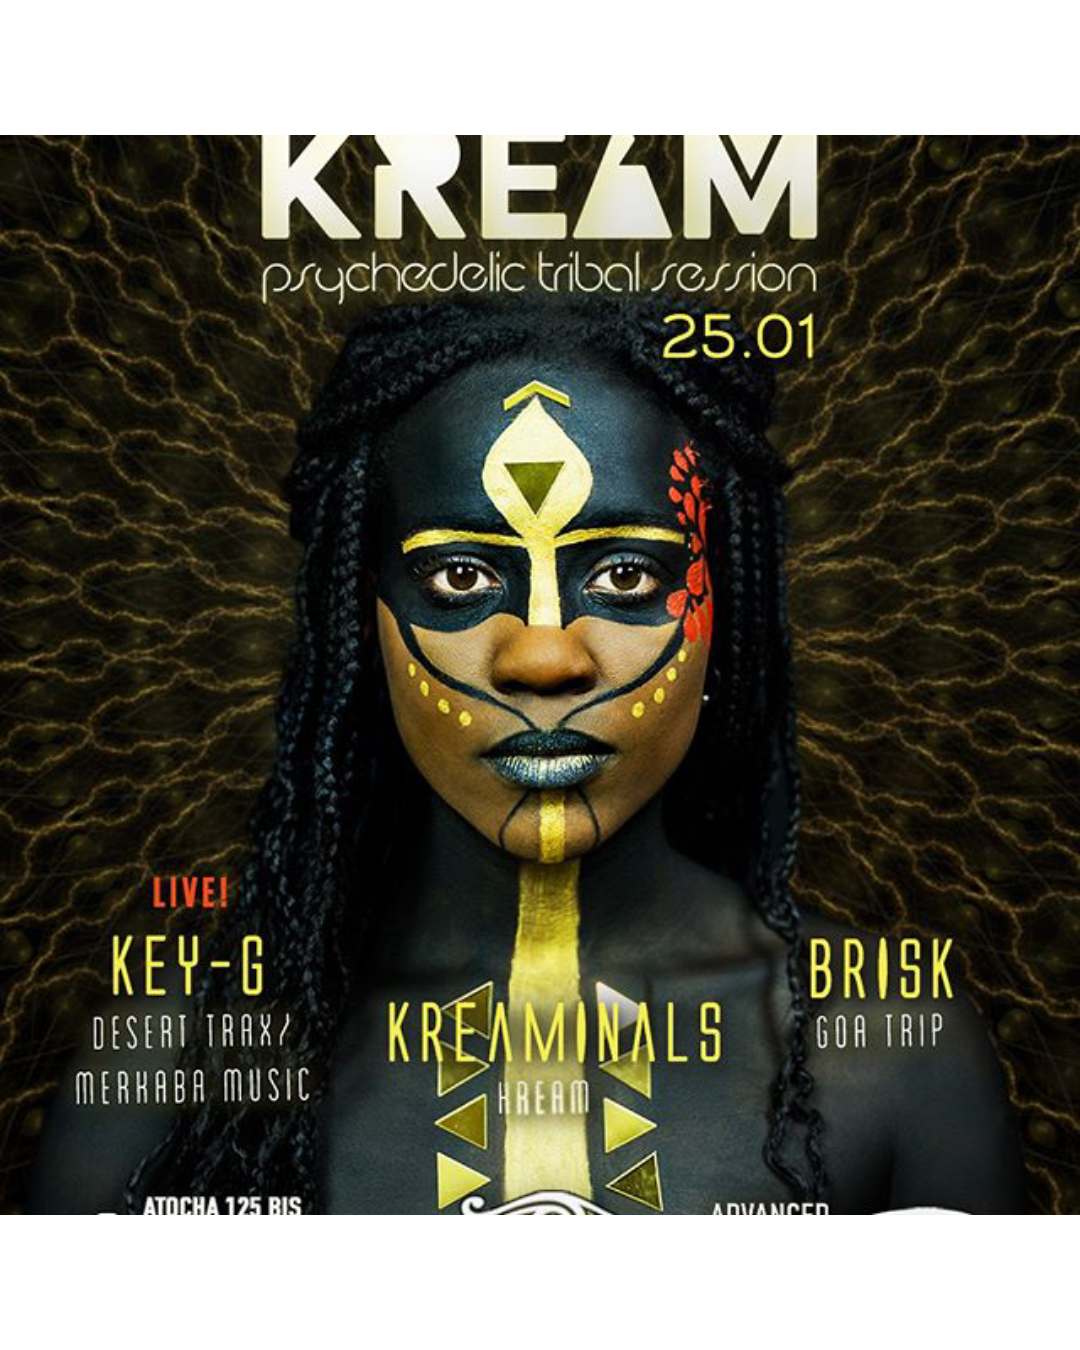 KREAM
psychedelic tribal session
25.01
LIVE!
KEY-G
DESERT TRAX/
MERKABA MUSIC
KREAMINALS
KREAM
BRISK
GOA TRIP
ATOCHA 125 BIS
ADVANCED